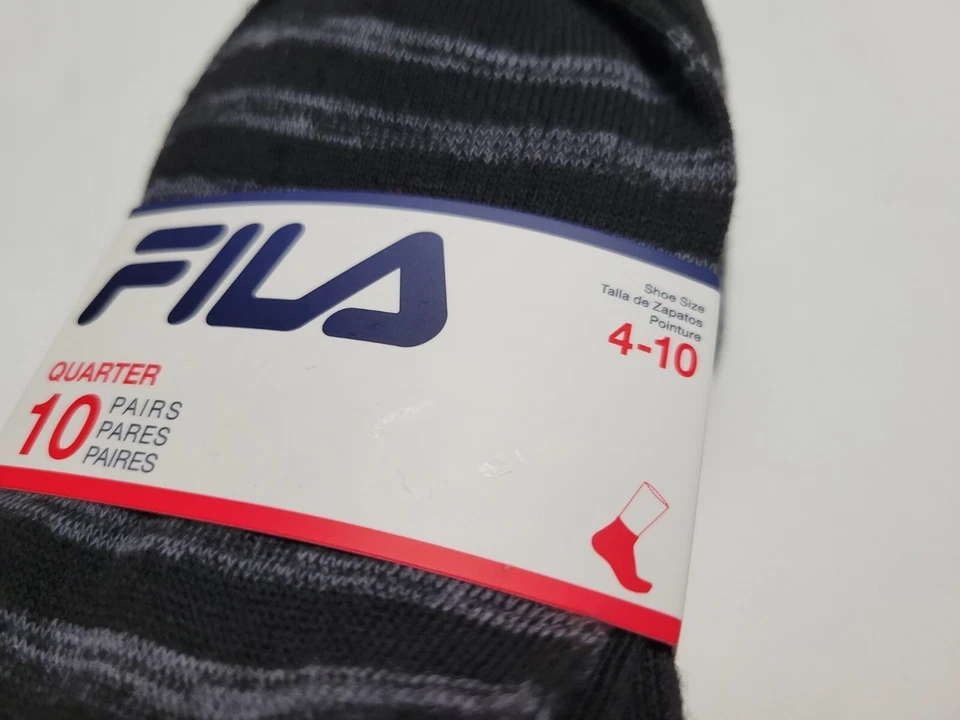 FILA
Shoe Size
Talla de Zapatos
Pointure
4-10
QUARTER
10 PAIRS
PARES
PAIRES